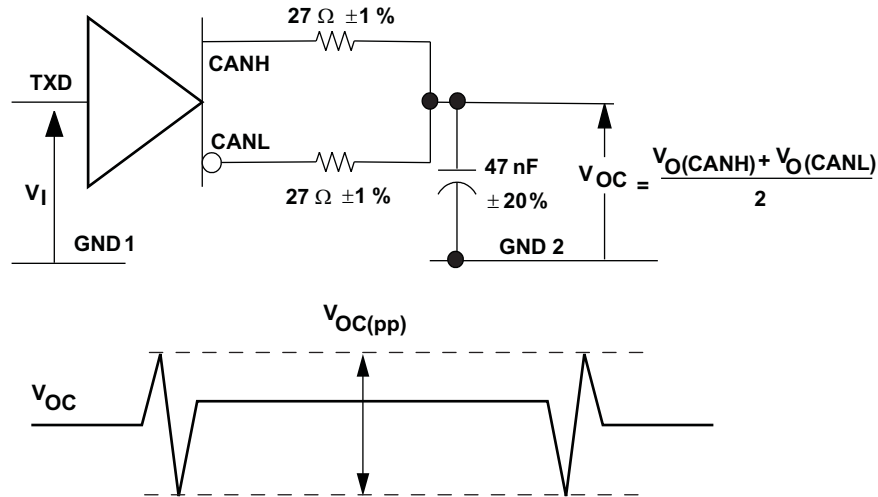 27 Ω ±1 %
CANH
TXD
CANL
V_I
27 Ω ±1 %
47 nF
±20%
V_OC = (V_O(CANH) + V_O(CANL)) / 2
GND 1
GND 2
V_OC(pp)
V_OC